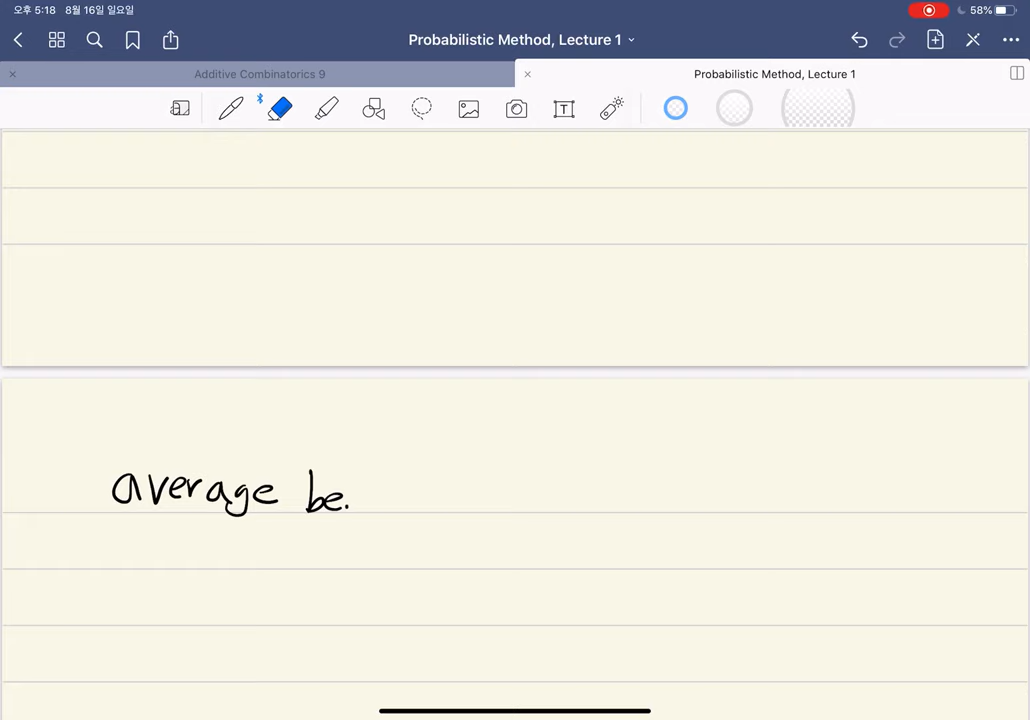 오후 5:18 8월 16일 일요일 58%
Probabilistic Method, Lecture 1
Additive Combinatorics 9 Probabilistic Method, Lecture 1
T
average be.